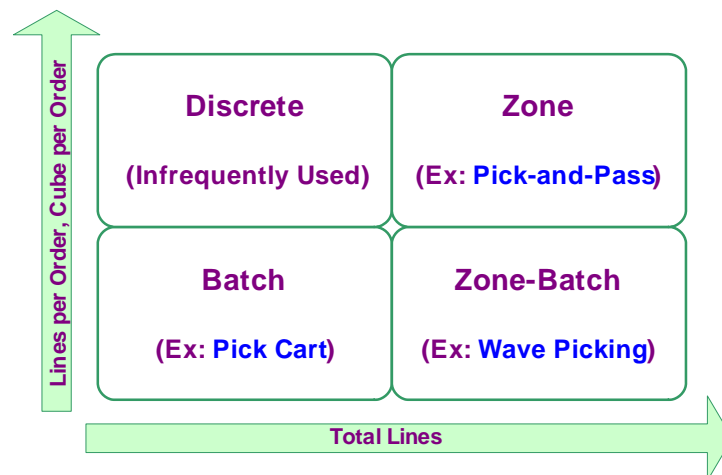 Lines per Order, Cube per Order
Discrete
(Infrequently Used)
Zone
(Ex: Pick-and-Pass)
Batch
(Ex: Pick Cart)
Zone-Batch
(Ex: Wave Picking)
Total Lines